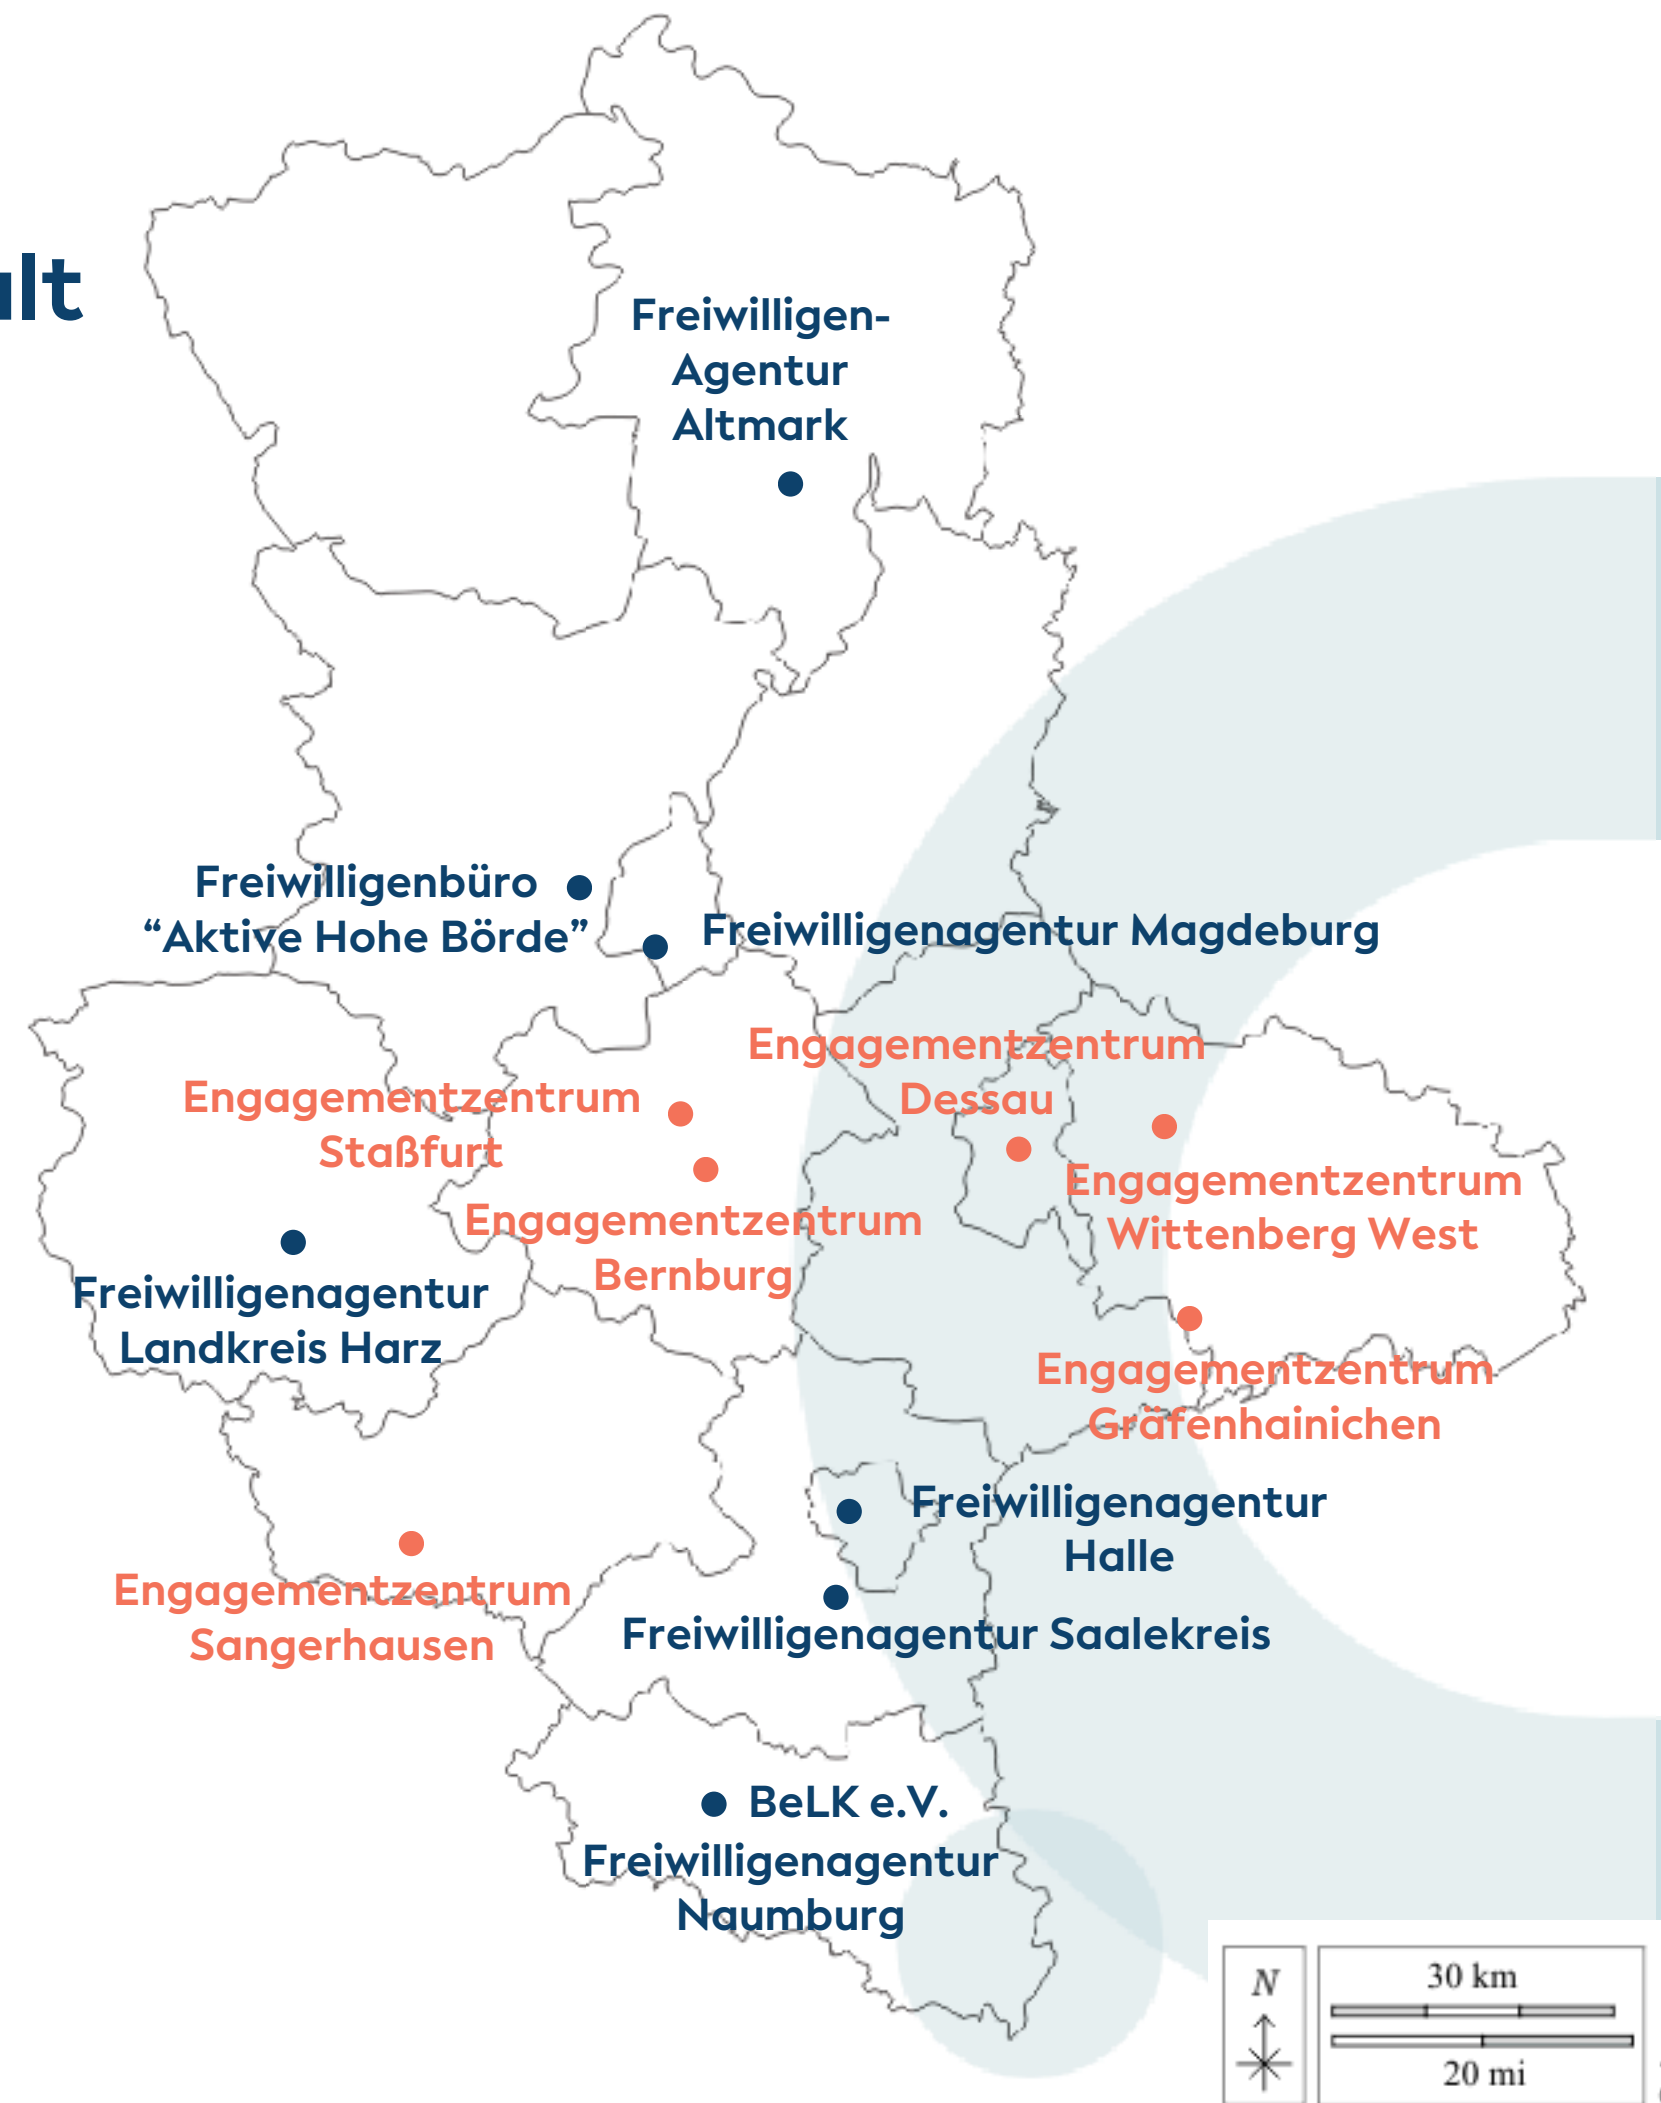 Freiwilligen-
Agentur
Altmark
Freiwilligenbüro
“Aktive Hohe Börde”
Freiwilligenagentur Magdeburg
Engagementzentrum
Dessau
Engagementzentrum
Staßfurt
Engagementzentrum
Wittenberg West
Engagementzentrum
Bernburg
Freiwilligenagentur
Landkreis Harz
Engagementzentrum
Gräfenhainichen
Freiwilligenagentur
Halle
Engagementzentrum
Sangerhausen
Freiwilligenagentur Saalekreis
BeLK e.V.
Freiwilligenagentur
Naumburg
N
30 km
20 mi